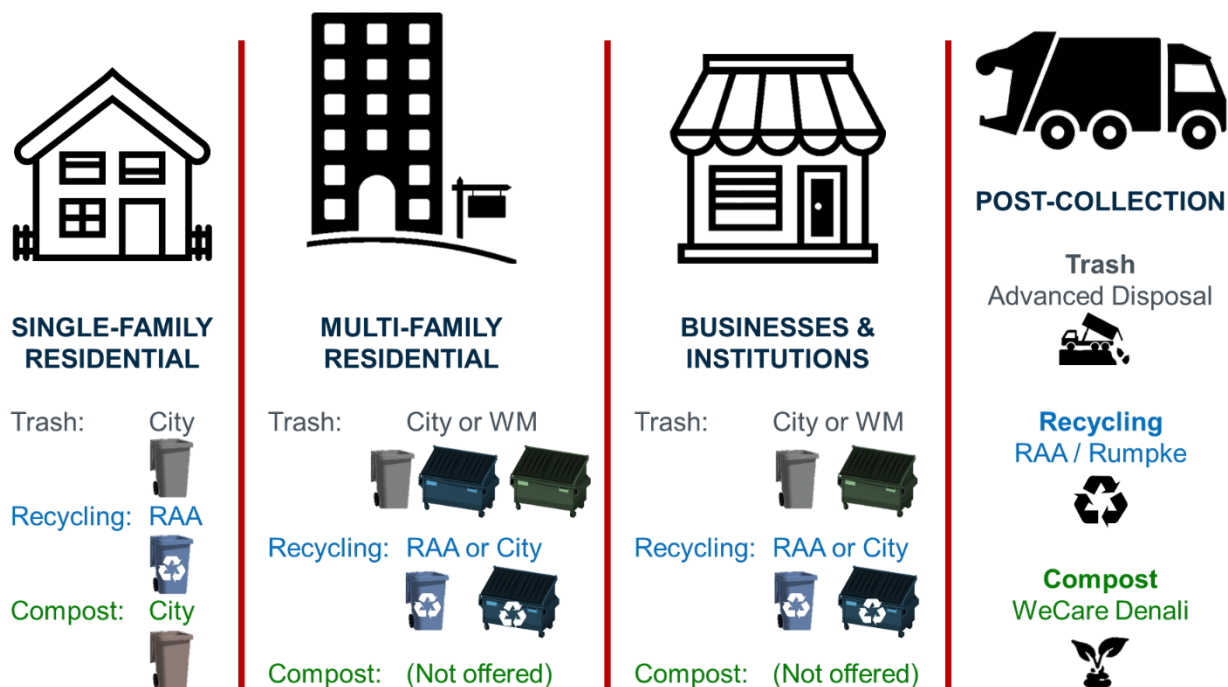 SINGLE-FAMILY
RESIDENTIAL
Trash: City
Recycling: RAA
Compost: City
MULTI-FAMILY
RESIDENTIAL
Trash: City or WM
Recycling: RAA or City
Compost: (Not offered)
BUSINESSES &
INSTITUTIONS
Trash: City or WM
Recycling: RAA or City
Compost: (Not offered)
POST-COLLECTION
Trash
Advanced Disposal
Recycling
RAA / Rumpke
Compost
WeCare Denali